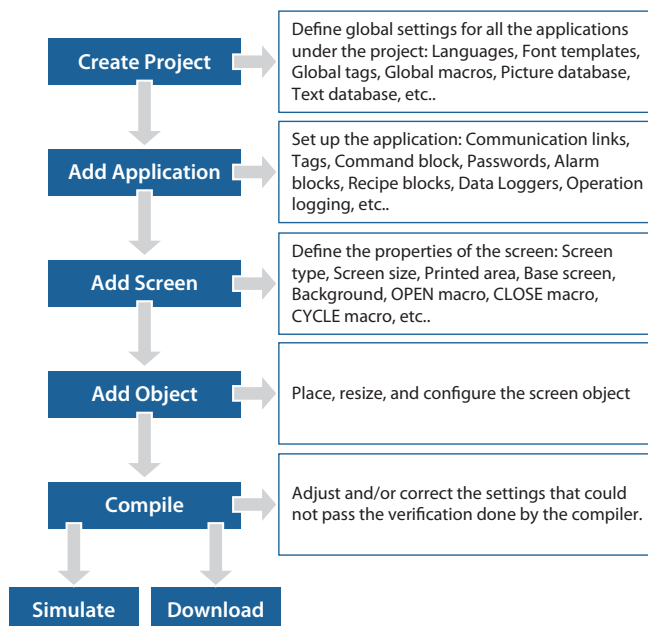 Create Project
Define global settings for all the applications
under the project: Languages, Font templates,
Global tags, Global macros, Picture database,
Text database, etc..
Add Application
Set up the application: Communication links,
Tags, Command block, Passwords, Alarm
blocks, Recipe blocks, Data Loggers, Operation
logging, etc..
Add Screen
Define the properties of the screen: Screen
type, Screen size, Printed area, Base screen,
Background, OPEN macro, CLOSE macro,
CYCLE macro, etc..
Add Object
Place, resize, and configure the screen object
Compile
Adjust and/or correct the settings that could
not pass the verification done by the compiler.
Simulate
Download